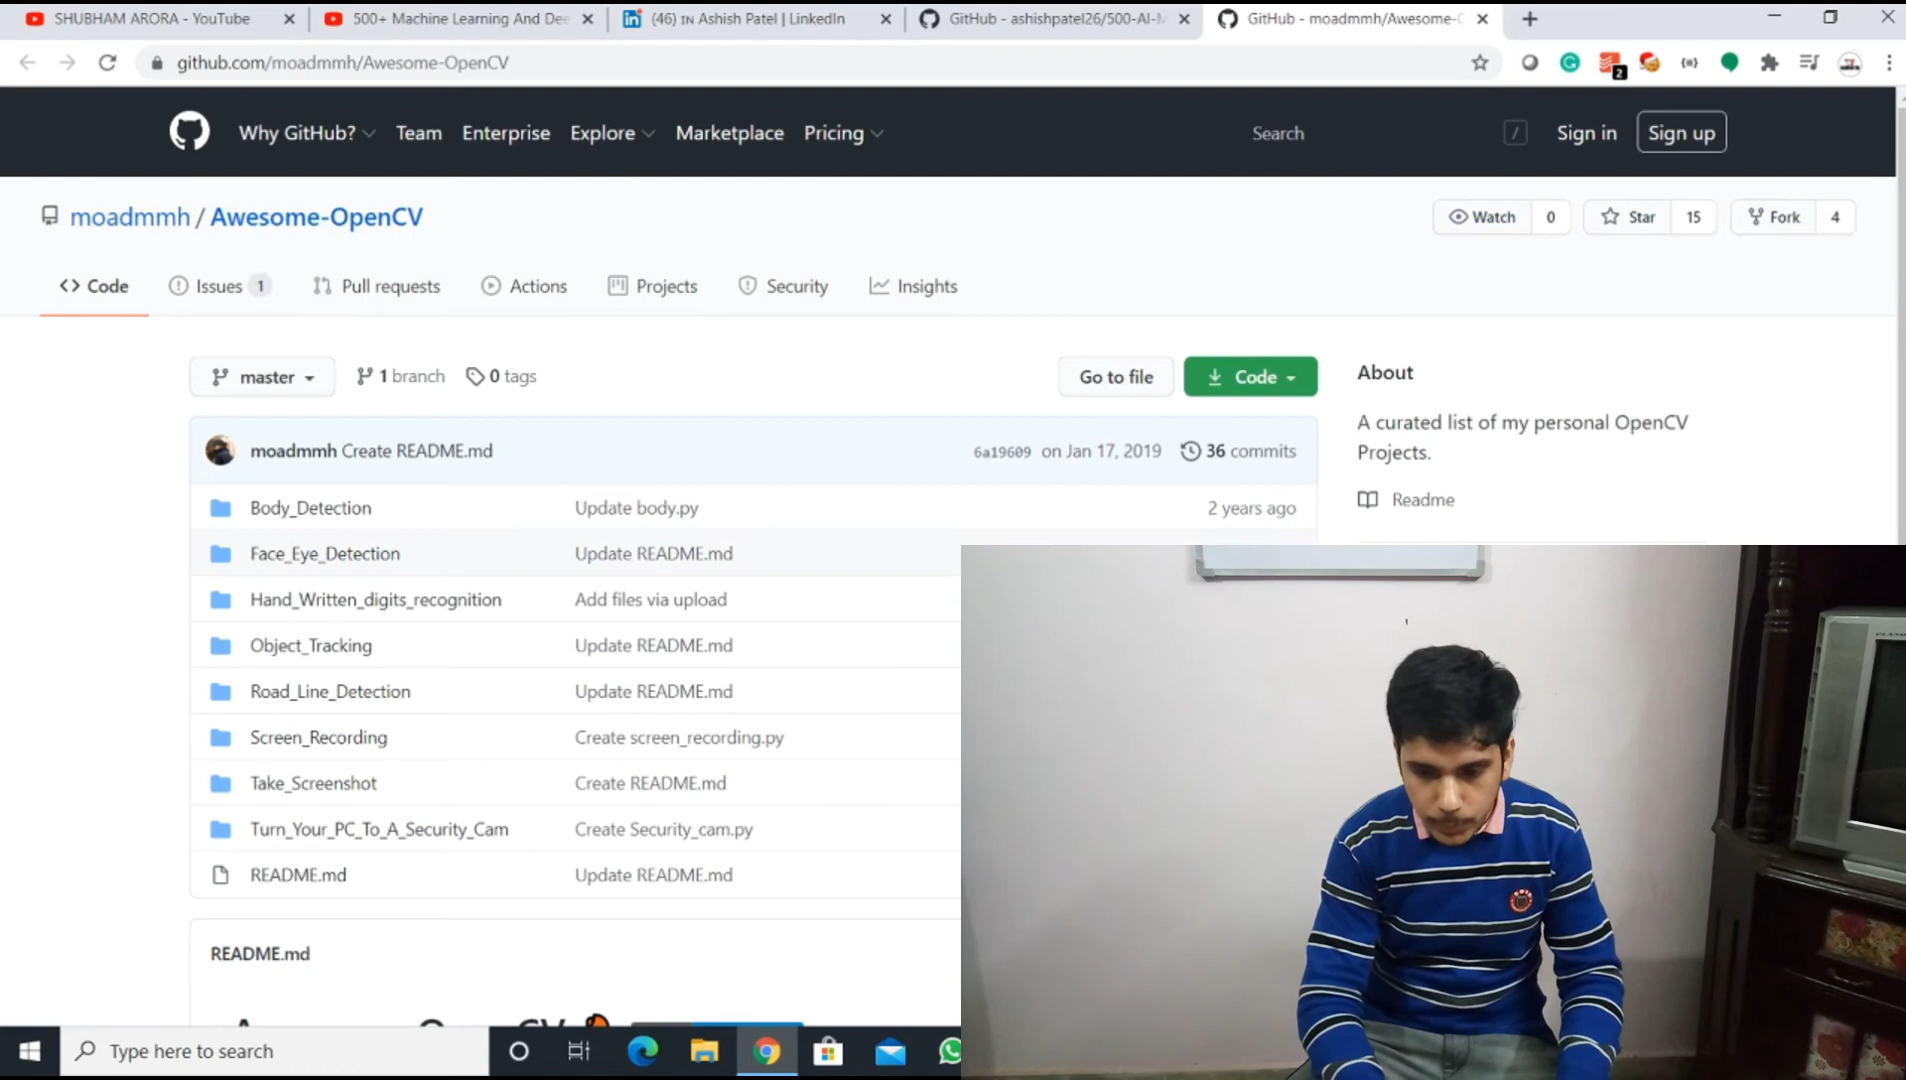 SHUBHAM ARORA - YouTube
500+ Machine Learning And Dee
(46) IN Ashish Patel | LinkedIn
GitHub - ashishpatel26/500-AI-M
GitHub - moadmmh/Awesome-C
github.com/moadmmh/Awesome-OpenCV
2
Why GitHub? Team Enterprise Explore Marketplace Pricing Search / Sign in Sign up
moadmmh / Awesome-OpenCV
Watch 0 Star 15 Fork 4
Code Issues 1 Pull requests Actions Projects Security Insights
master 1 branch 0 tags Go to file Code
About
A curated list of my personal OpenCV
Projects.
Readme
moadmmh Create README.md 6a19609 on Jan 17, 2019 36 commits
Body_Detection Update body.py 2 years ago
Face_Eye_Detection Update README.md
Hand_Written_digits_recognition Add files via upload
Object_Tracking Update README.md
Road_Line_Detection Update README.md
Screen_Recording Create screen_recording.py
Take_Screenshot Create README.md
Turn_Your_PC_To_A_Security_Cam Create Security_cam.py
README.md Update README.md
README.md
Type here to search